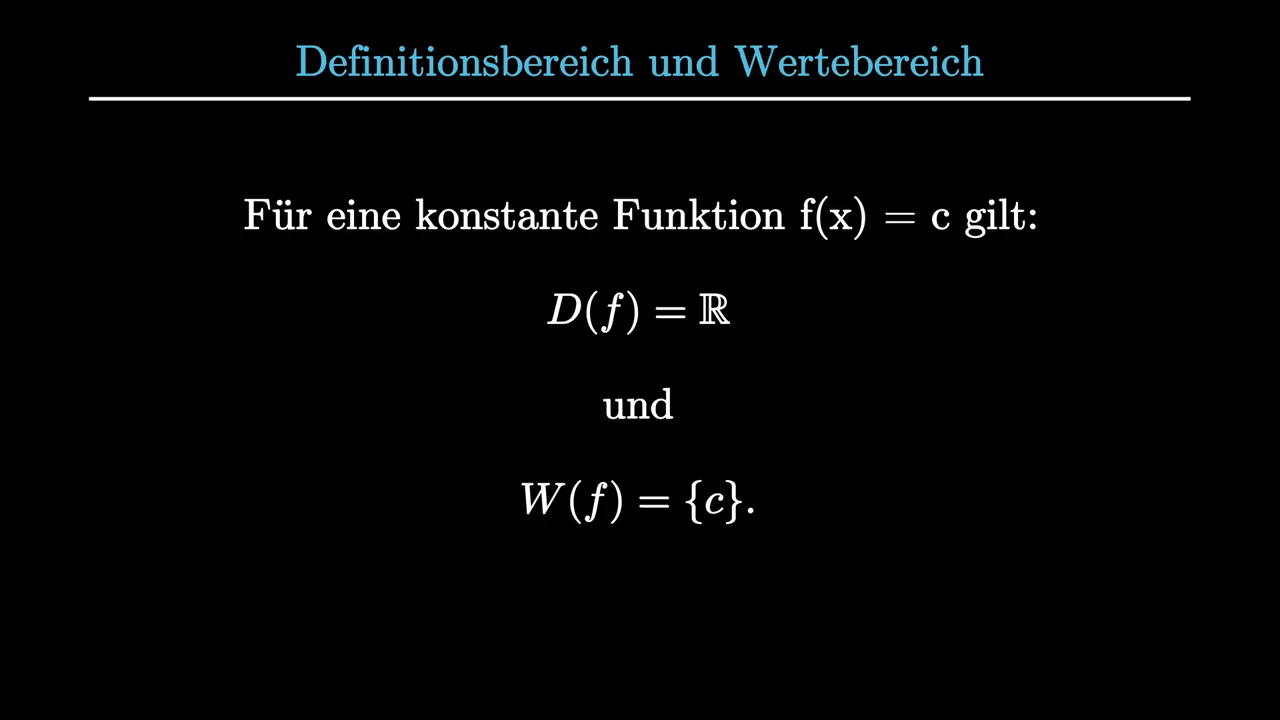 Definitionsbereich und Wertebereich
Für eine konstante Funktion f(x) = c gilt:
D(f) = ℝ
und
W(f) = {c}.